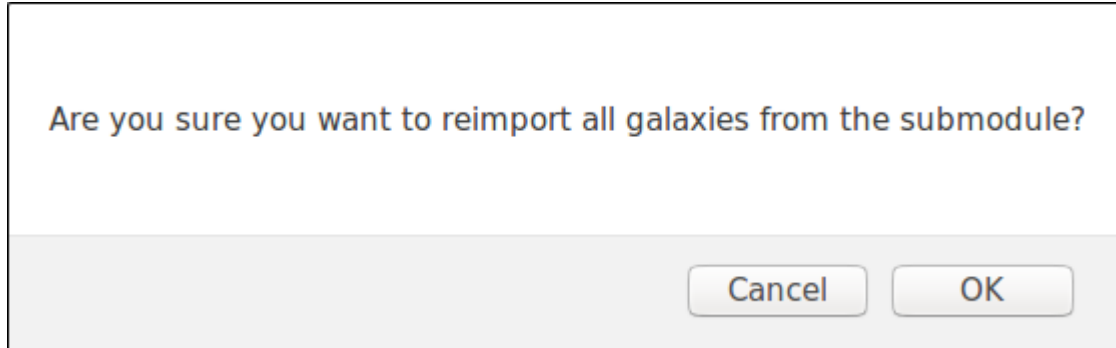 Are you sure you want to reimport all galaxies from the submodule?
Cancel
OK